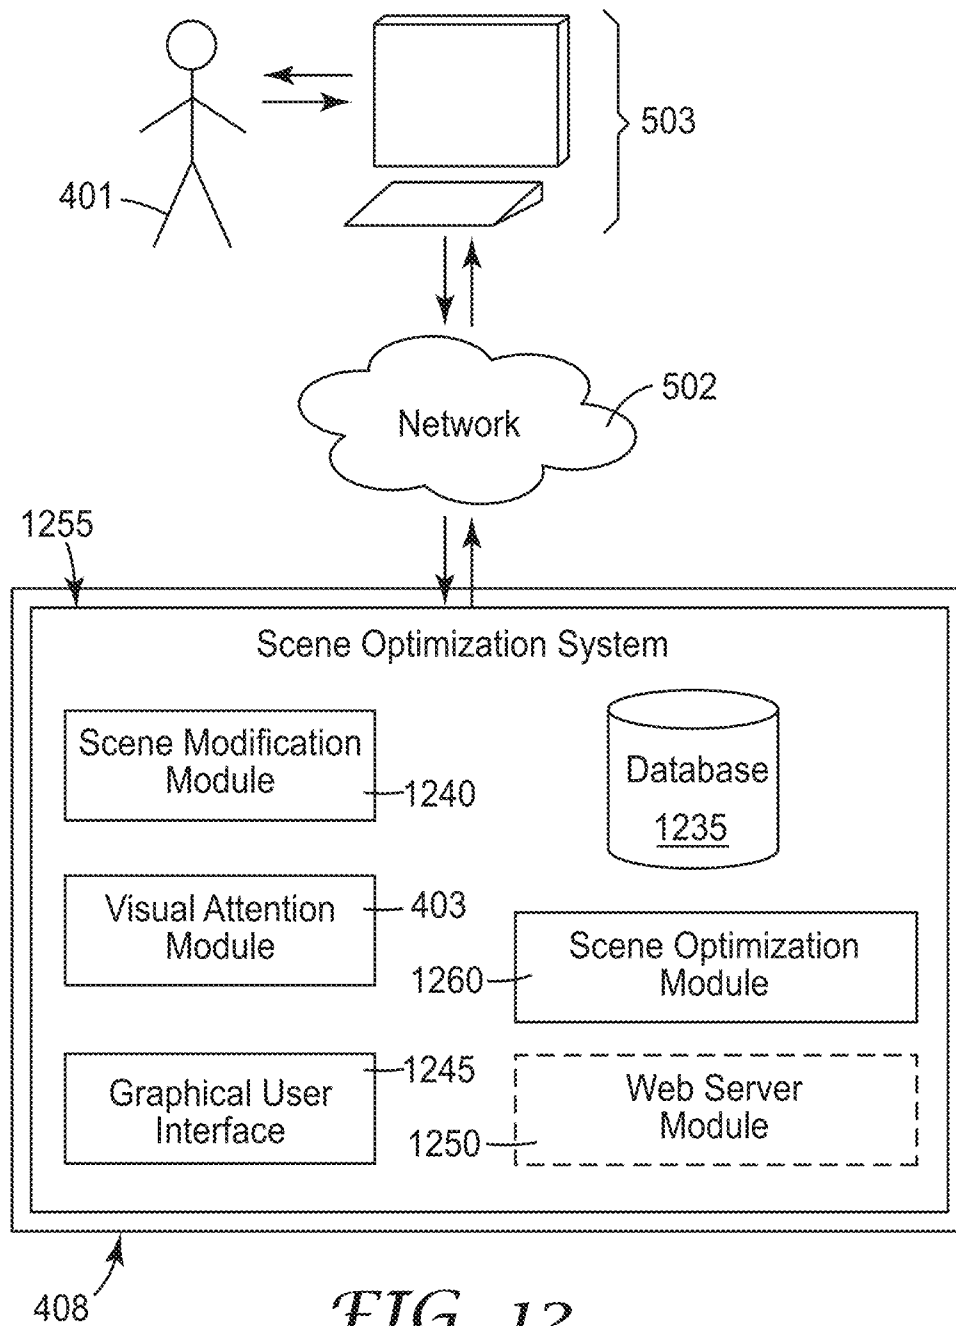 503
401
502
Network
1255
Scene Optimization System
Scene Modification
Module
1240
Database
1235
Visual Attention
Module
403
Scene Optimization
Module
1260
Graphical User
Interface
1245
Web Server
Module
1250
408
FIG. 12